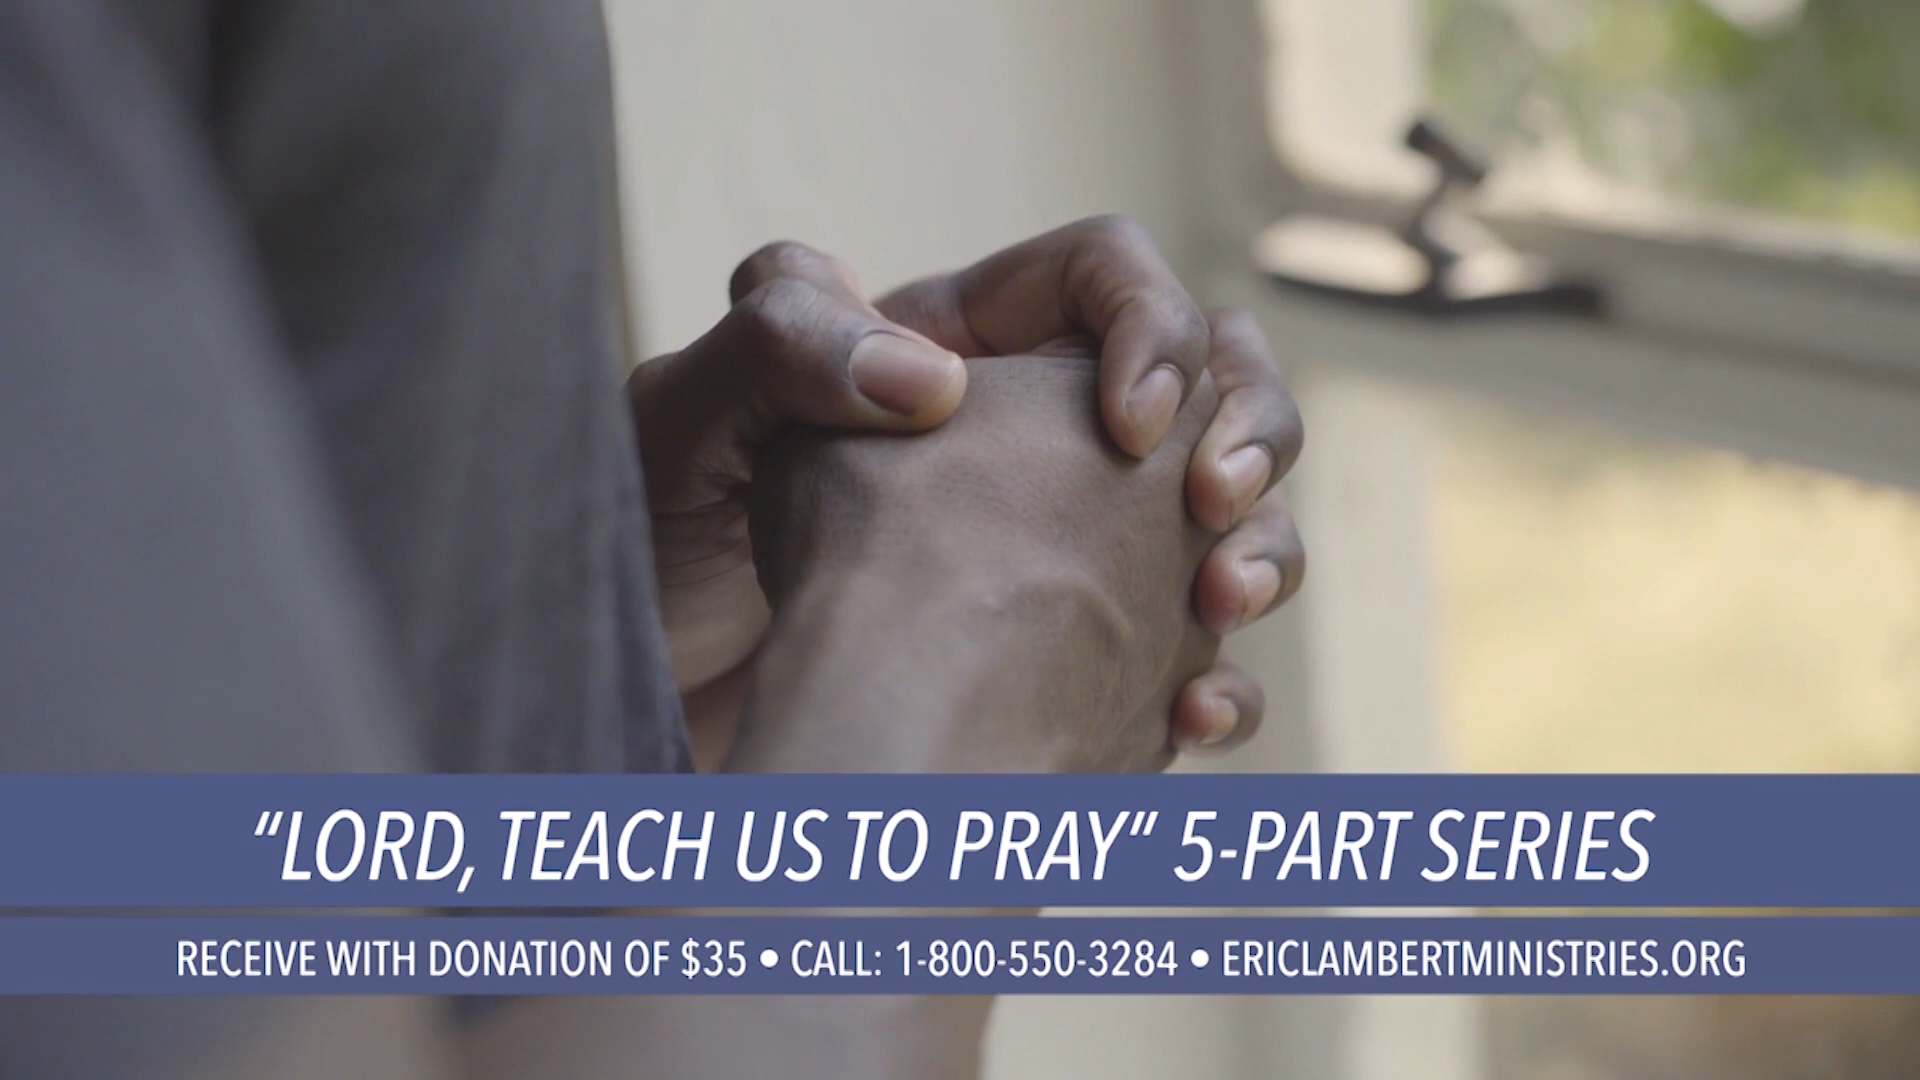 “LORD, TEACH US TO PRAY” 5-PART SERIES
RECEIVE WITH DONATION OF $35 • CALL: 1-800-550-3284 • ERICLAMBERTMINISTRIES.ORG